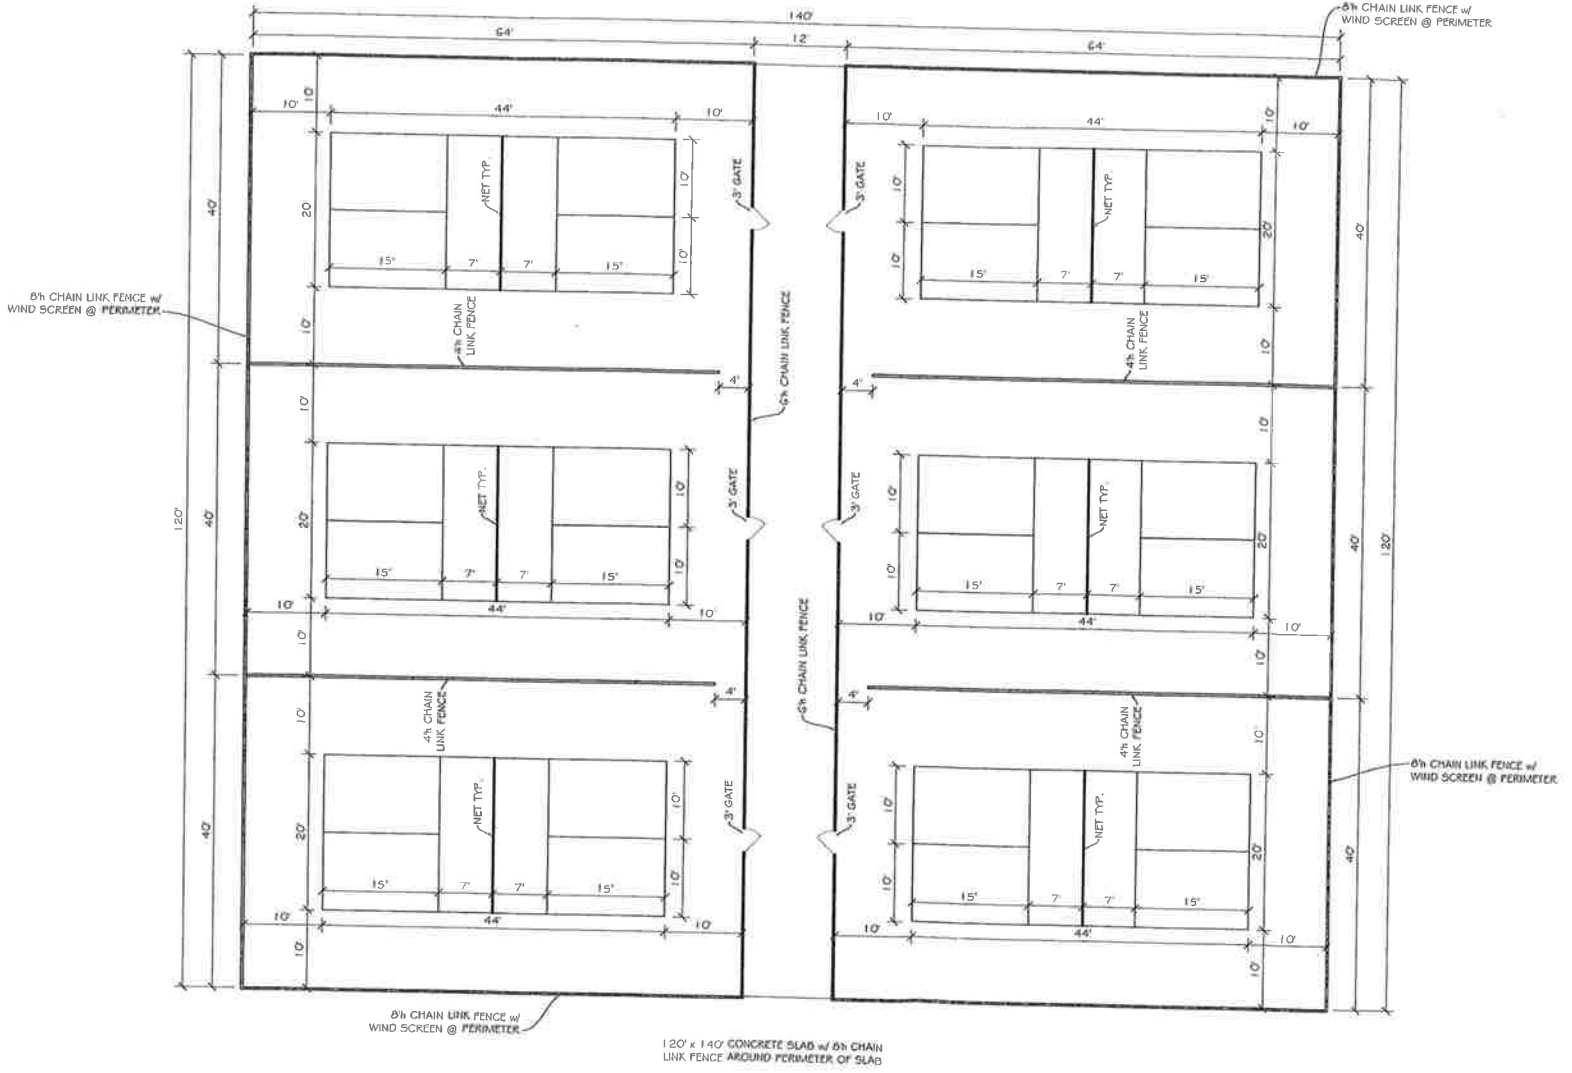 8'h CHAIN LINK FENCE w/
WIND SCREEN @ PERIMETER
140'
64'
12'
64'
10'
10'
44'
10'
10'
44'
10'
10'
3' GATE
3' GATE
NET TYP.
NET TYP.
40'
20'
10'
10'
10'
10'
20'
40'
15'
7'
7'
15'
15'
7'
7'
15'
8'h CHAIN LINK FENCE w/
WIND SCREEN @ PERIMETER
10'
4'h CHAIN
LINK FENCE
6'h CHAIN LINK FENCE
4'h CHAIN
LINK FENCE
10'
4'
4'
10'
10'
3' GATE
3' GATE
NET TYP.
NET TYP.
120'
40'
20'
10'
10'
10'
10'
20'
40'
120'
15'
7'
7'
15'
15'
7'
7'
15'
10'
44'
10'
10'
44'
10'
10'
10'
6'h CHAIN LINK FENCE
4'
4'
4'h CHAIN
LINK FENCE
4'h CHAIN
LINK FENCE
10'
10'
8'h CHAIN LINK FENCE w/
WIND SCREEN @ PERIMETER
3' GATE
3' GATE
NET TYP.
NET TYP.
40'
20'
10'
10'
10'
10'
20'
40'
15'
7'
7'
15'
15'
7'
7'
15'
10'
44'
10'
10'
44'
10'
10'
10'
8'h CHAIN LINK FENCE w/
WIND SCREEN @ PERIMETER
120' x 140' CONCRETE SLAB w/ 8'h CHAIN
LINK FENCE AROUND PERIMETER OF SLAB